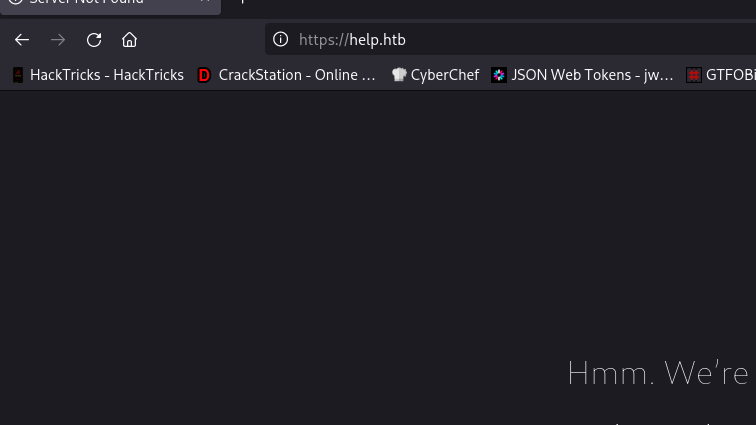 Server Not Found
https://help.htb
HackTricks - HackTricks CrackStation - Online ... CyberChef JSON Web Tokens - jw... GTFOBi
Hmm. We're